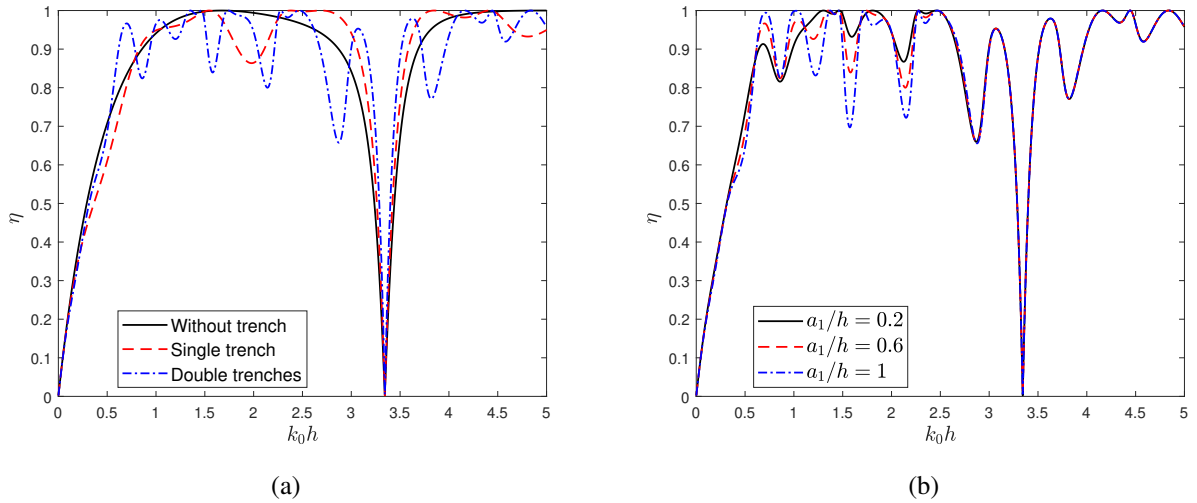 1
0.9
0.8
0.7
0.6
0.5
0.4
0.3
0.2
0.1
0
η
Without trench
Single trench
Double trenches
0 0.5 1 1.5 2 2.5 3 3.5 4 4.5 5
k₀h
(a)
1
0.9
0.8
0.7
0.6
0.5
0.4
0.3
0.2
0.1
0
η
a₁/h = 0.2
a₁/h = 0.6
a₁/h = 1
0 0.5 1 1.5 2 2.5 3 3.5 4 4.5 5
k₀h
(b)